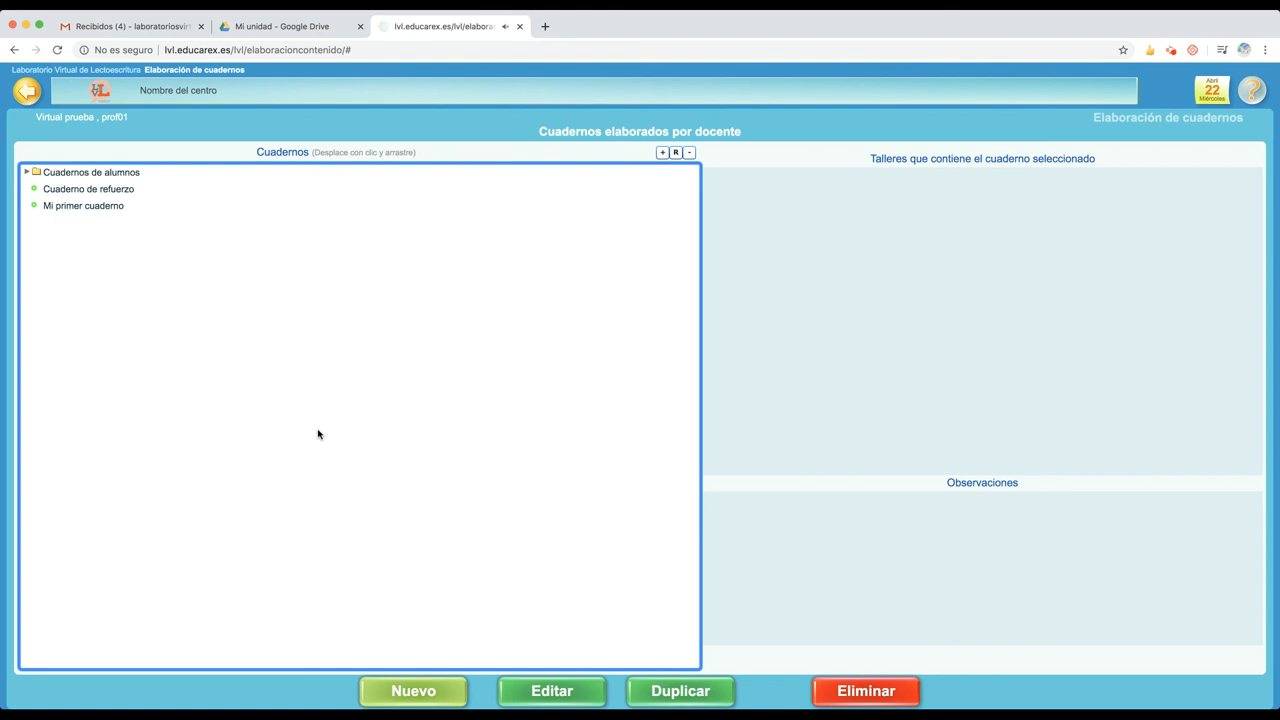 Recibidos (4) - laboratoriosvir
Mi unidad - Google Drive
lvl.educarex.es/lvl/elabora
No es seguro
lvl.educarex.es/lvl/elaboracioncontenido/#
Laboratorio Virtual de Lectoescritura Elaboración de cuadernos
Nombre del centro
Abril
22
Miércoles
?
Virtual prueba , prof01
Elaboración de cuadernos
Cuadernos elaborados por docente
Cuadernos (Desplace con clic y arrastre)
+ R -
Talleres que contiene el cuaderno seleccionado
Cuadernos de alumnos
Cuaderno de refuerzo
Mi primer cuaderno
Observaciones
Nuevo
Editar
Duplicar
Eliminar